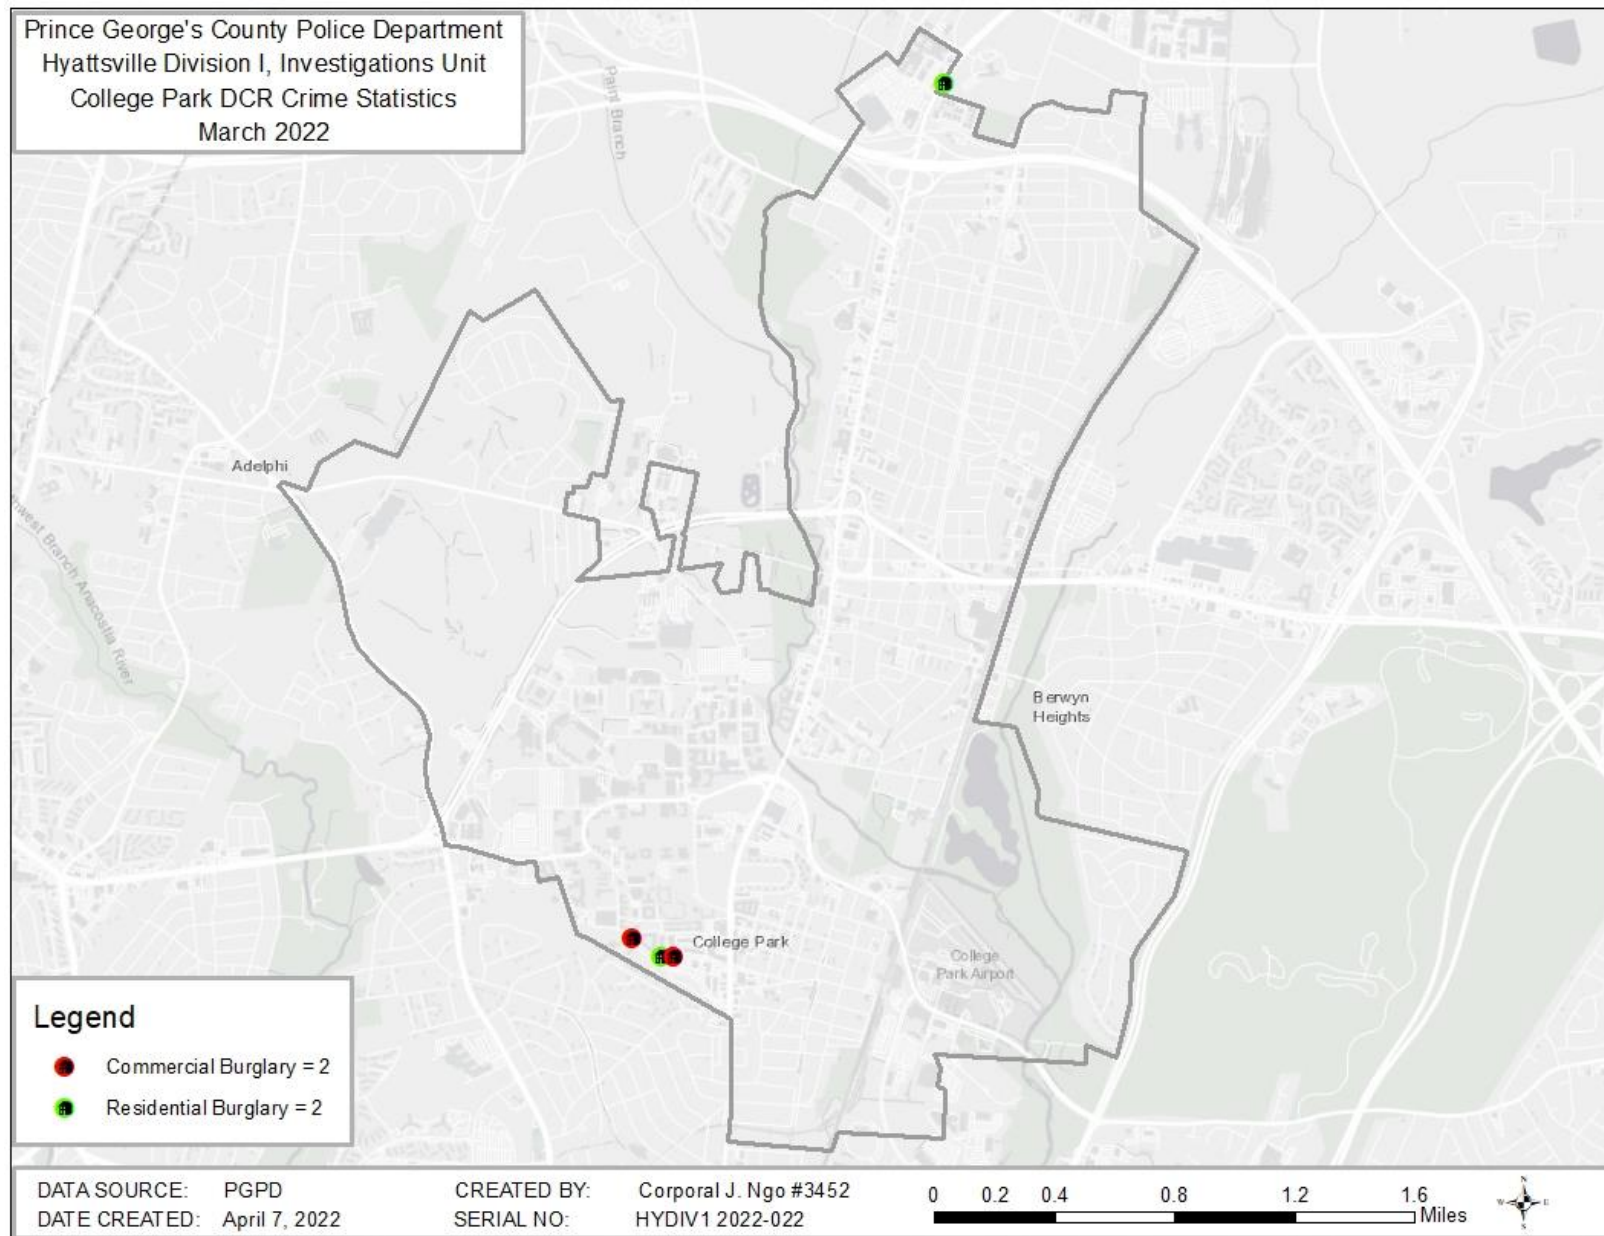 Prince George's County Police Department
Hyattsville Division I, Investigations Unit
College Park DCR Crime Statistics
March 2022
Paint Branch
Adelphi
Northwest Branch Anacostia River
Berwyn
Heights
College Park
College
Park Airport
Legend
Commercial Burglary = 2
Residential Burglary = 2
DATA SOURCE: PGPD
DATE CREATED: April 7, 2022
CREATED BY: Corporal J. Ngo #3452
SERIAL NO: HYDIV1 2022-022
0 0.2 0.4 0.8 1.2 1.6
Miles
N
W E
S